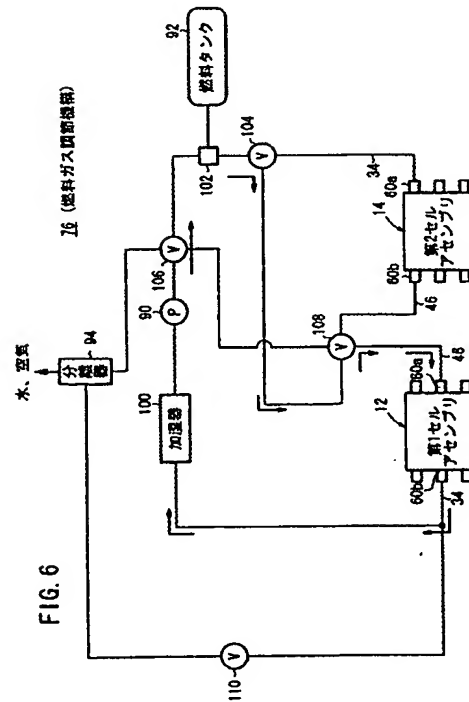 FIG. 6
76 (燃料ガス調節機構)
水、空気
94
分離器
92
燃料タンク
102
104
V
106
V
90
P
100
加湿器
34
60a
14
60b
第2セル
アセンブリ
46
108
V
46
60a
12
60b
第1セル
アセンブリ
34
110
V